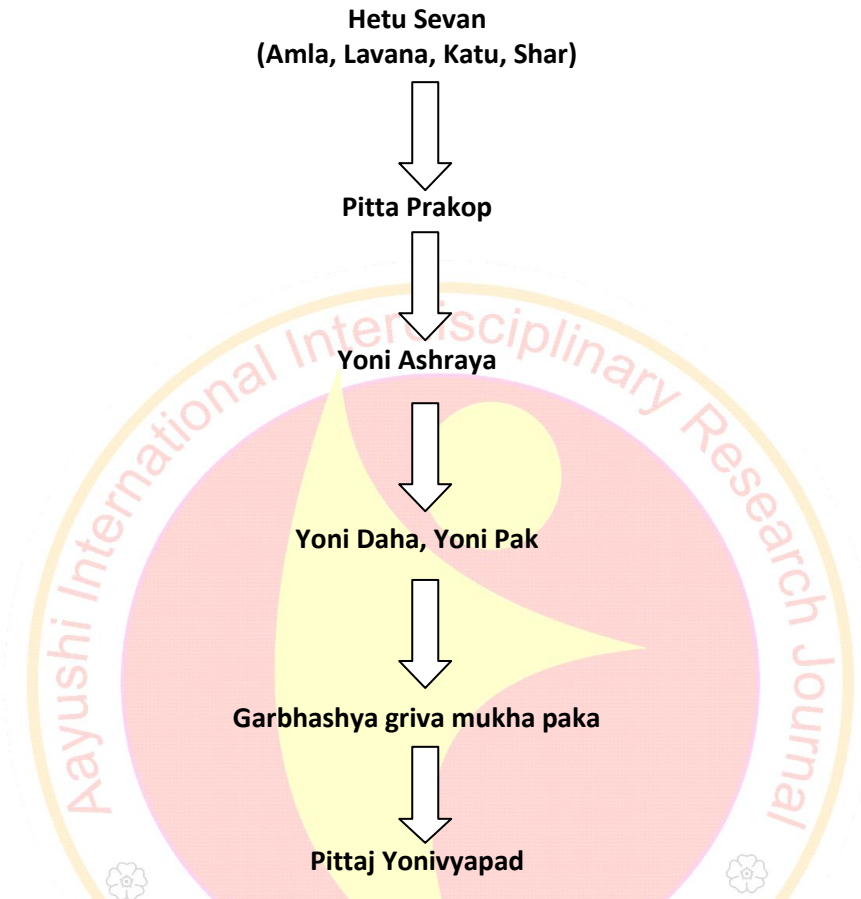 Hetu Sevan
(Amla, Lavana, Katu, Shar)
Pitta Prakop
Yoni Ashraya
Yoni Daha, Yoni Pak
Garbhashya griva mukha paka
Pittaj Yonivyapad
Aayushi International Interdisciplinary Research Journal